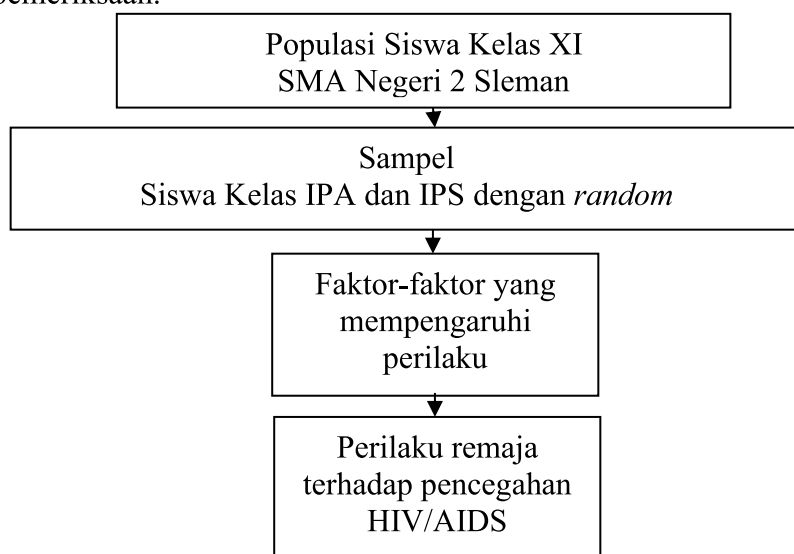 pemeriksaan.
Populasi Siswa Kelas XI
SMA Negeri 2 Sleman
Sampel
Siswa Kelas IPA dan IPS dengan random
Faktor-faktor yang
mempengaruhi
perilaku
Perilaku remaja
terhadap pencegahan
HIV/AIDS